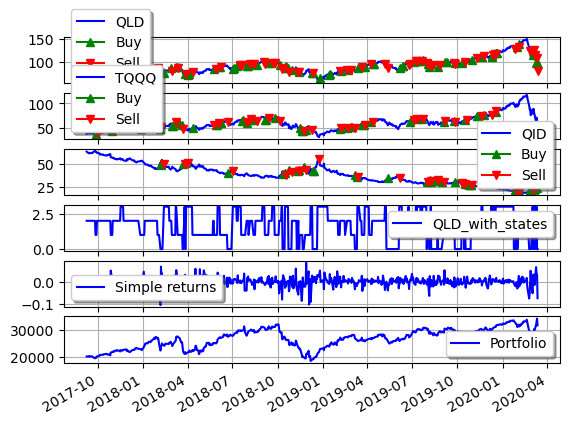 QLD
Buy
Sell
150
100
TQQQ
Buy
Sell
100
50
QID
Buy
Sell
50
25
QLD_with_states
2.5
0.0
Simple returns
0.0
−0.1
Portfolio
30000
20000
2017-10
2018-01
2018-04
2018-07
2018-10
2019-01
2019-04
2019-07
2019-10
2020-01
2020-04